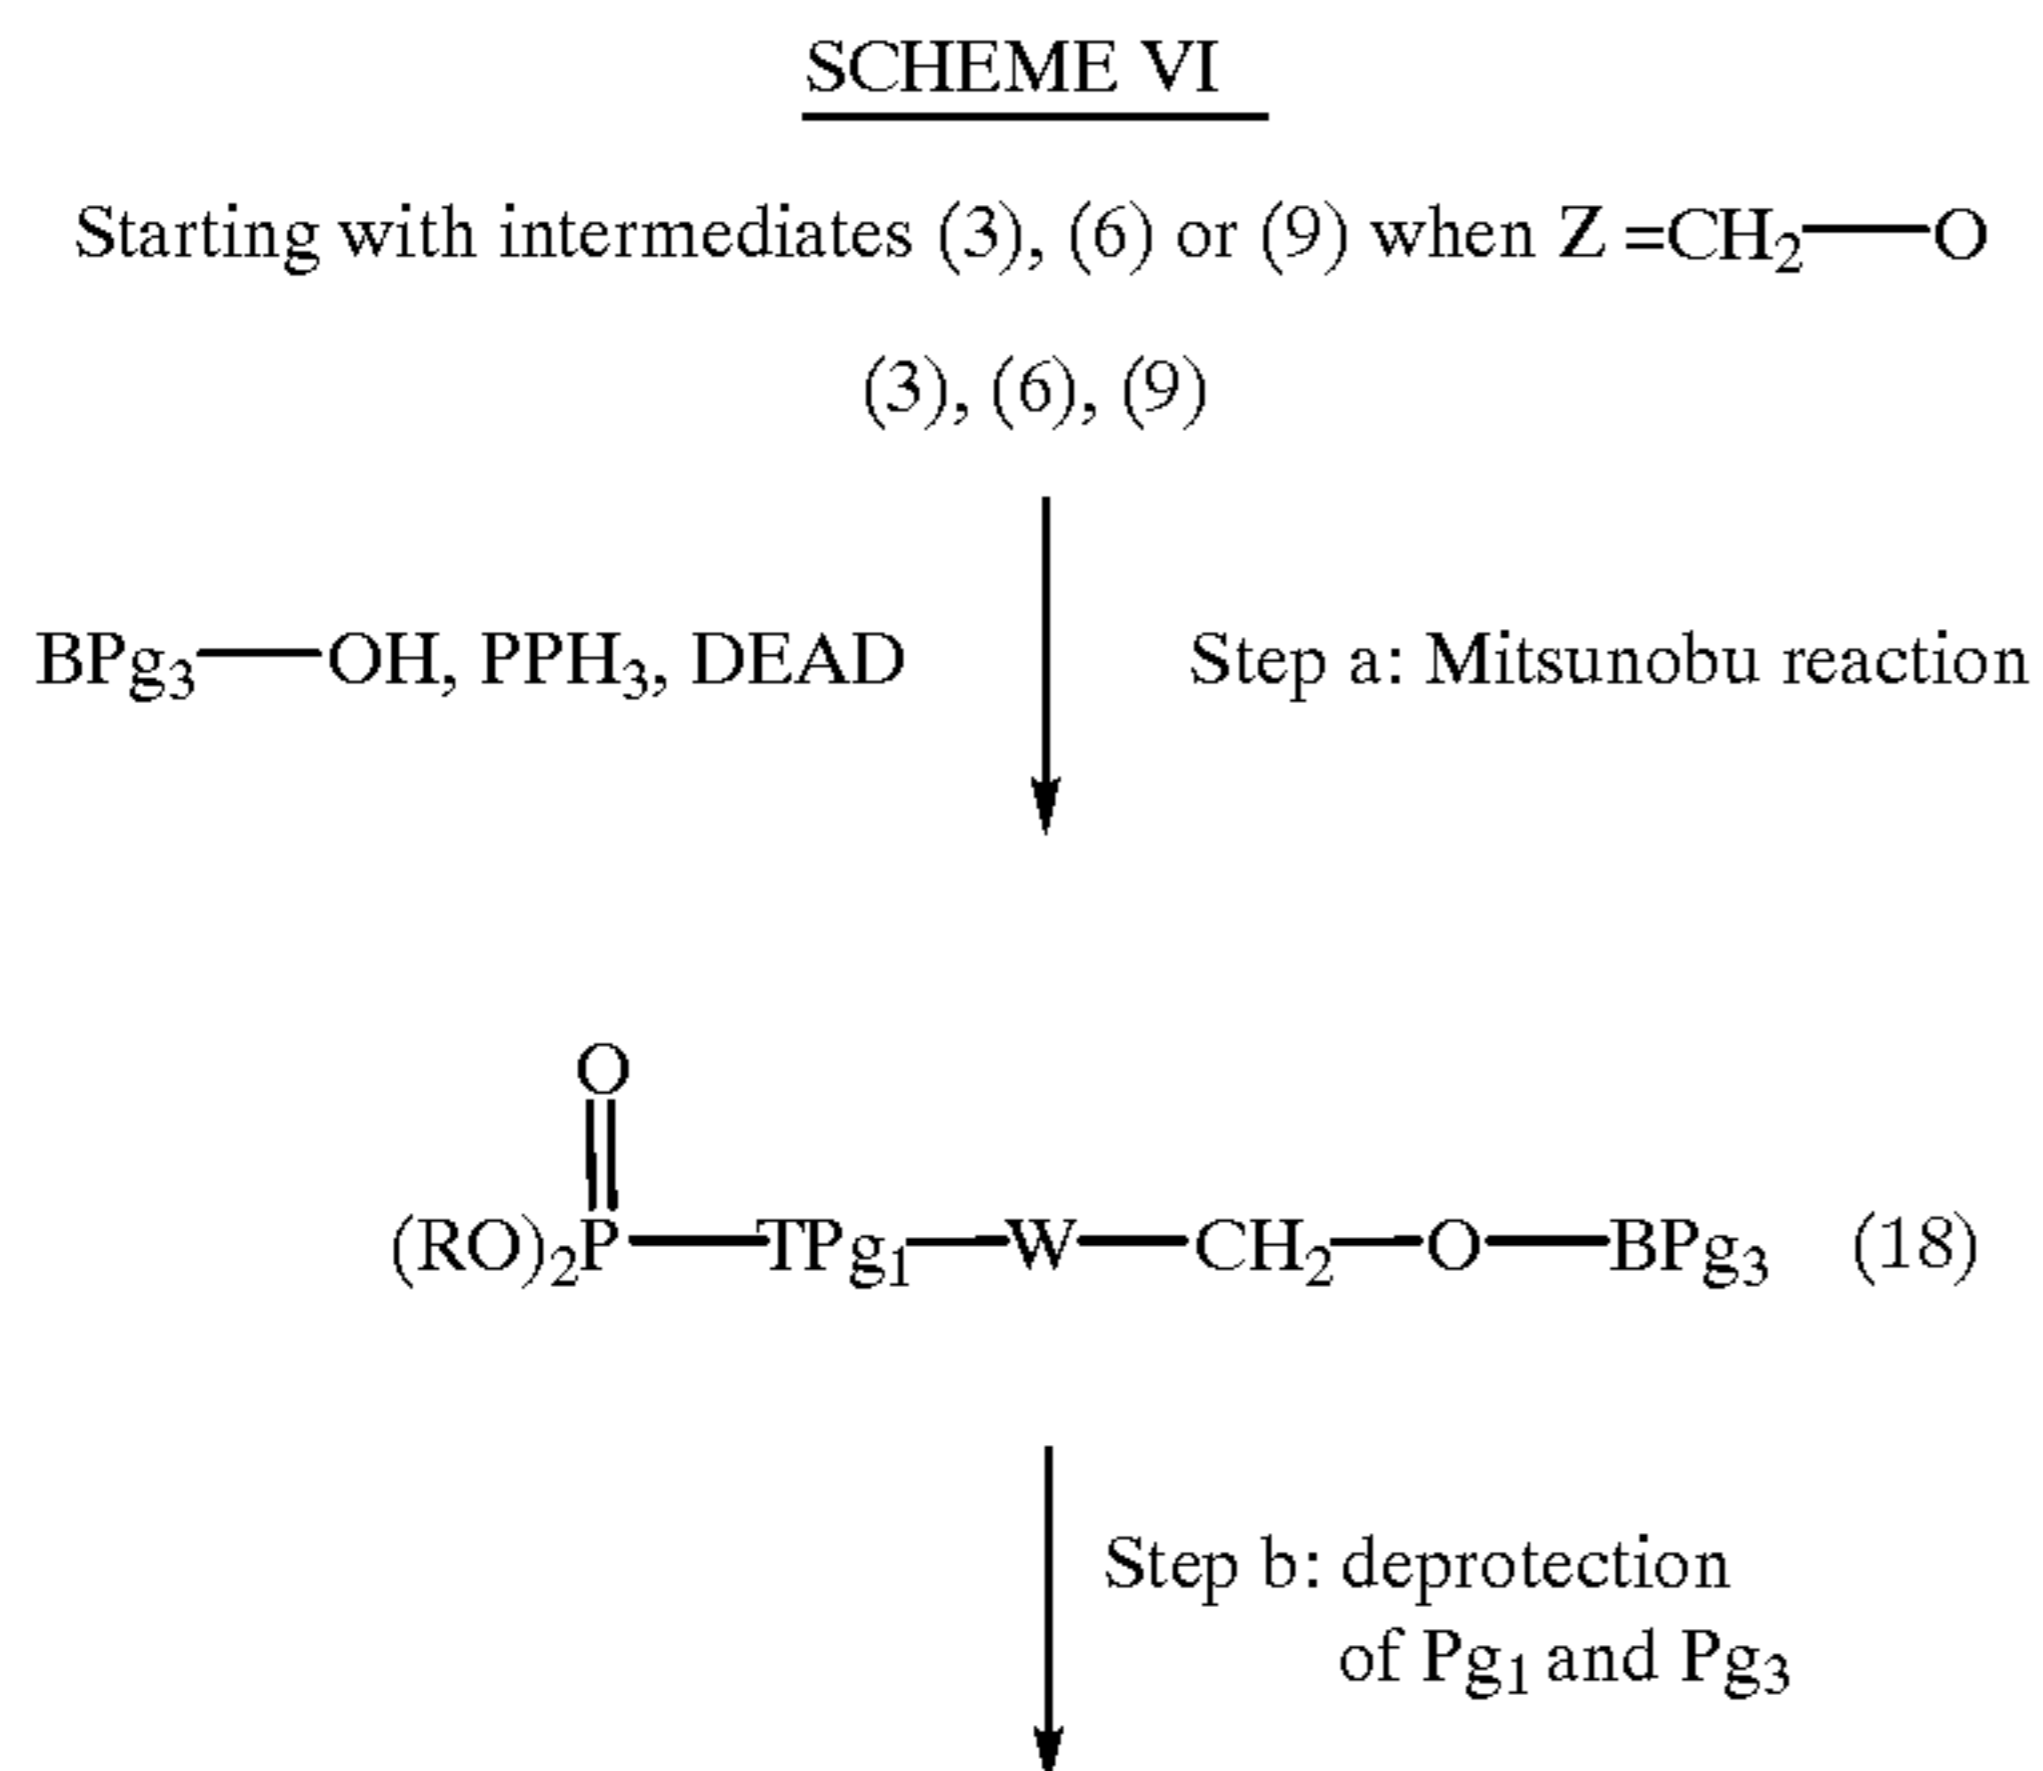 SCHEME VI
Starting with intermediates (3), (6) or (9) when Z =CH2—O
(3), (6), (9)
BPg3—OH, PPH3, DEAD
Step a: Mitsunobu reaction
O
(RO)2P—TPg1—W—CH2—O—BPg3 (18)
Step b: deprotection
of Pg1 and Pg3